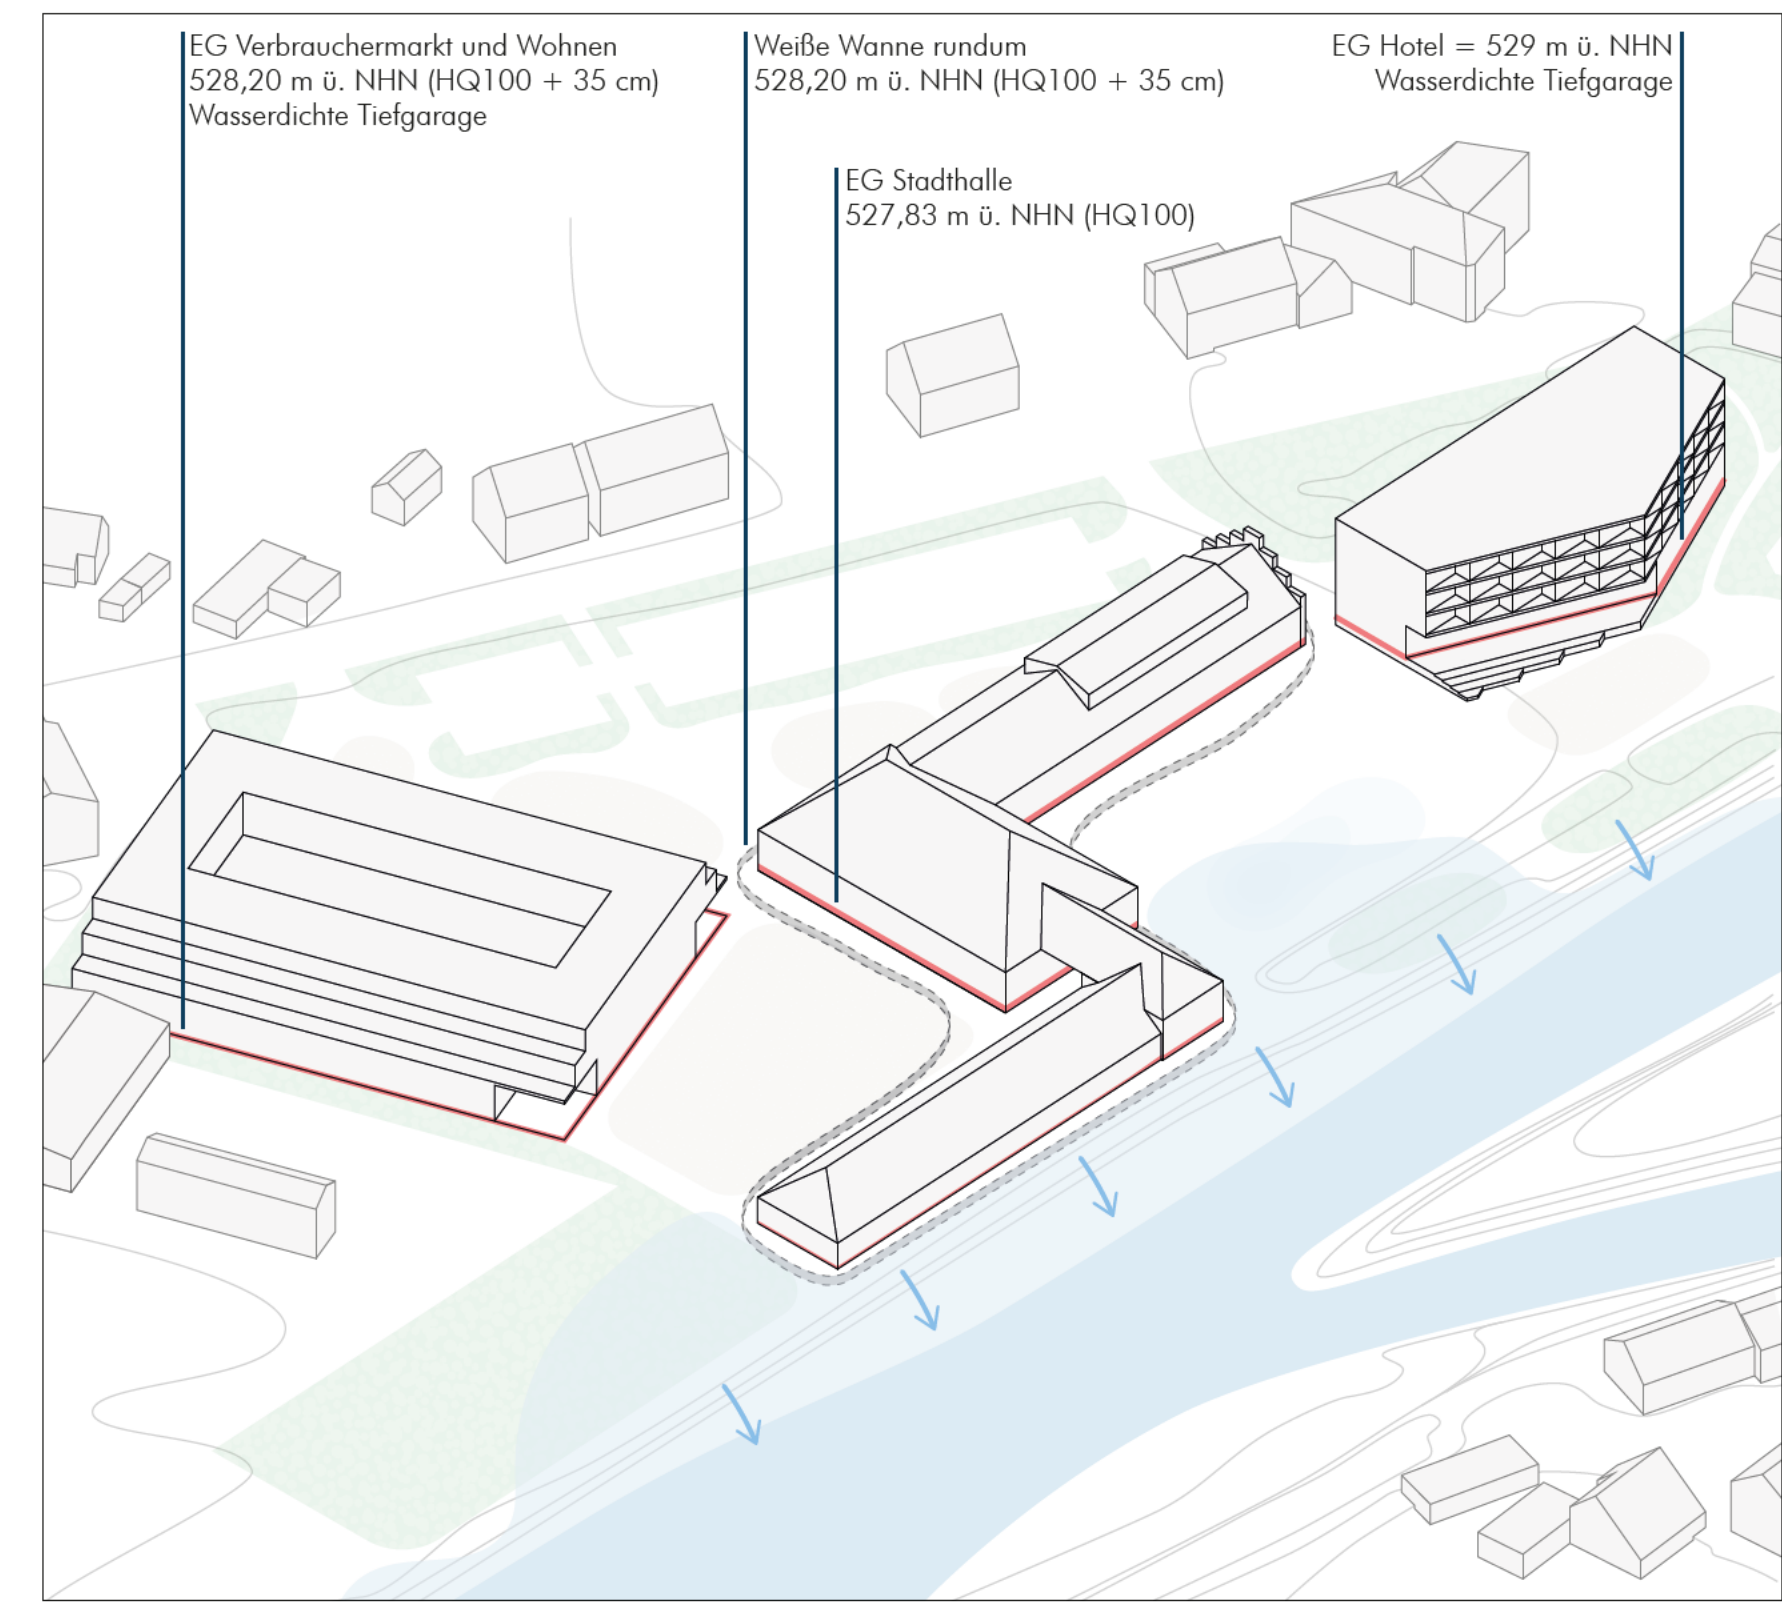 EG Verbrauchermarkt und Wohnen
528,20 m ü. NHN (HQ100 + 35 cm)
Wasserdichte Tiefgarage
Weiße Wanne rundum
528,20 m ü. NHN (HQ100 + 35 cm)
EG Stadthalle
527,83 m ü. NHN (HQ100)
EG Hotel = 529 m ü. NHN
Wasserdichte Tiefgarage